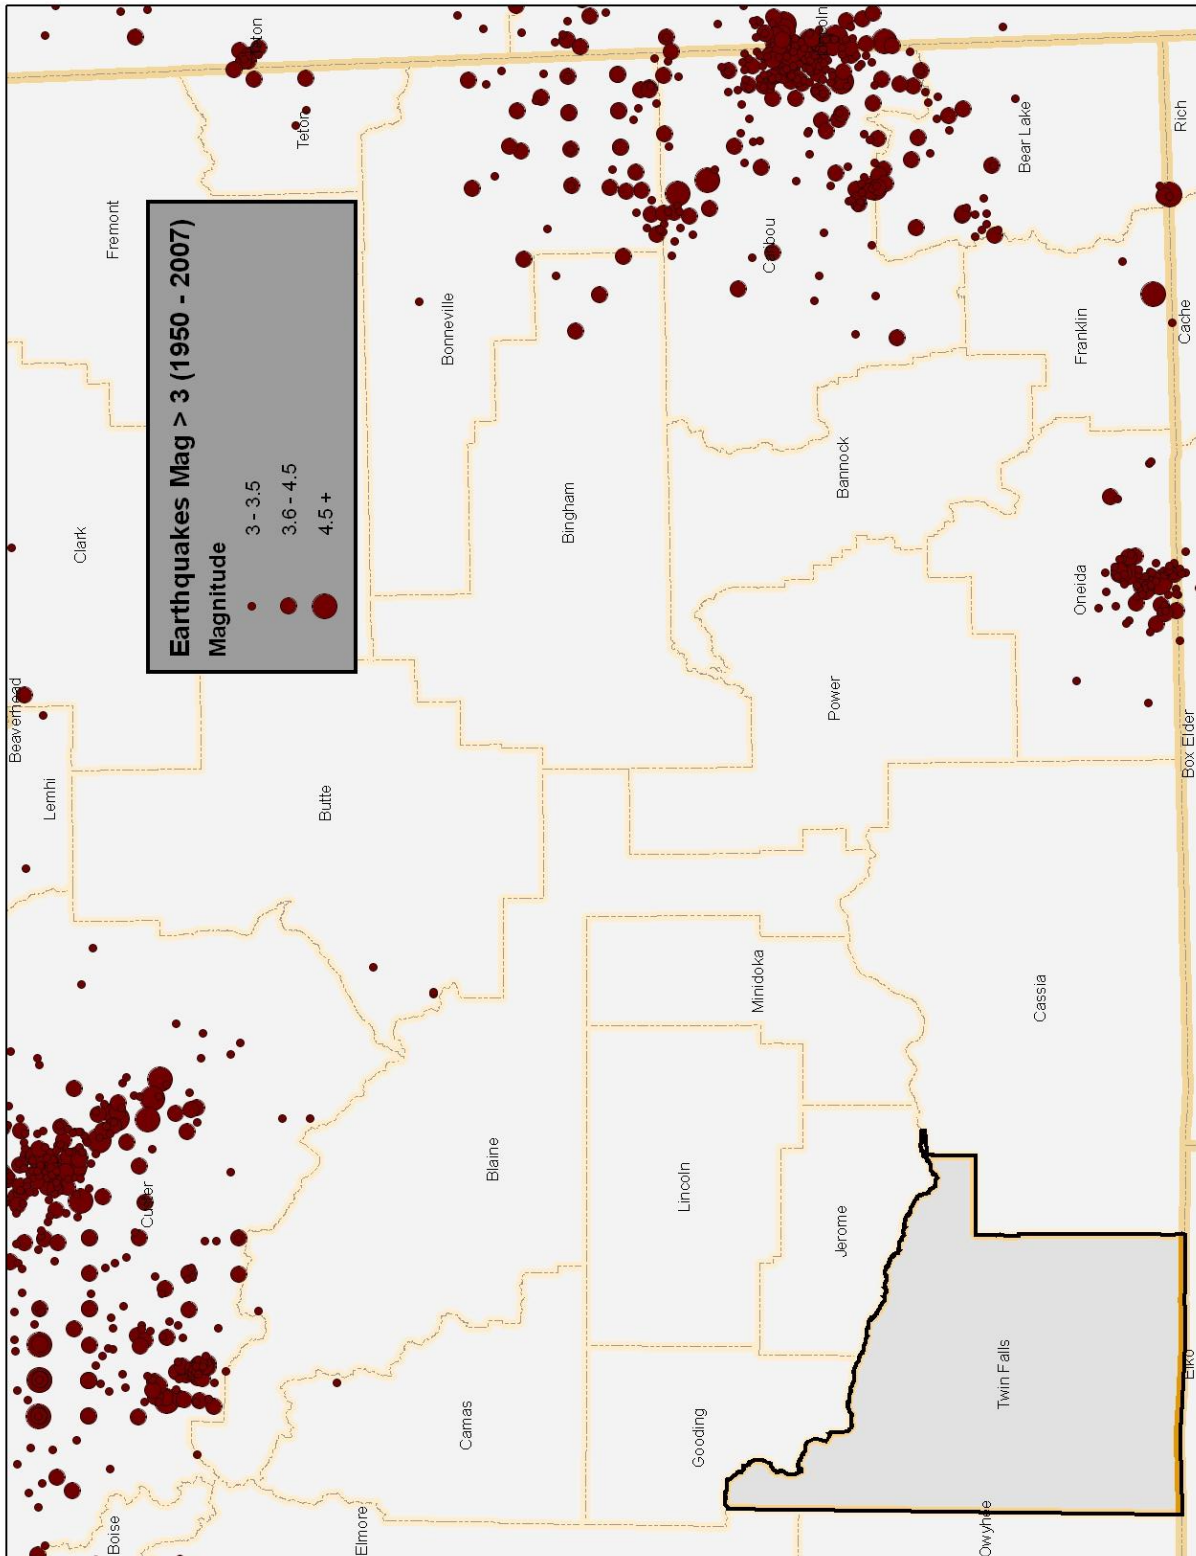 Beaverhead
Lemhi
Clark
Boise
Fremont
Custer
Earthquakes Mag > 3 (1950 - 2007)
Magnitude
3 - 3.5
3.6 - 4.5
4.5 +
Teton
Teton
Butte
Elmore
Bonneville
Camas
Blaine
Bingham
Lincoln
Gooding
Minidoka
Caribou
Lincoln
Power
Jerome
Bannock
Owyhee
Twin Falls
Bear Lake
Cassia
Oneida
Franklin
Rich
Cache
Box Elder
Elko